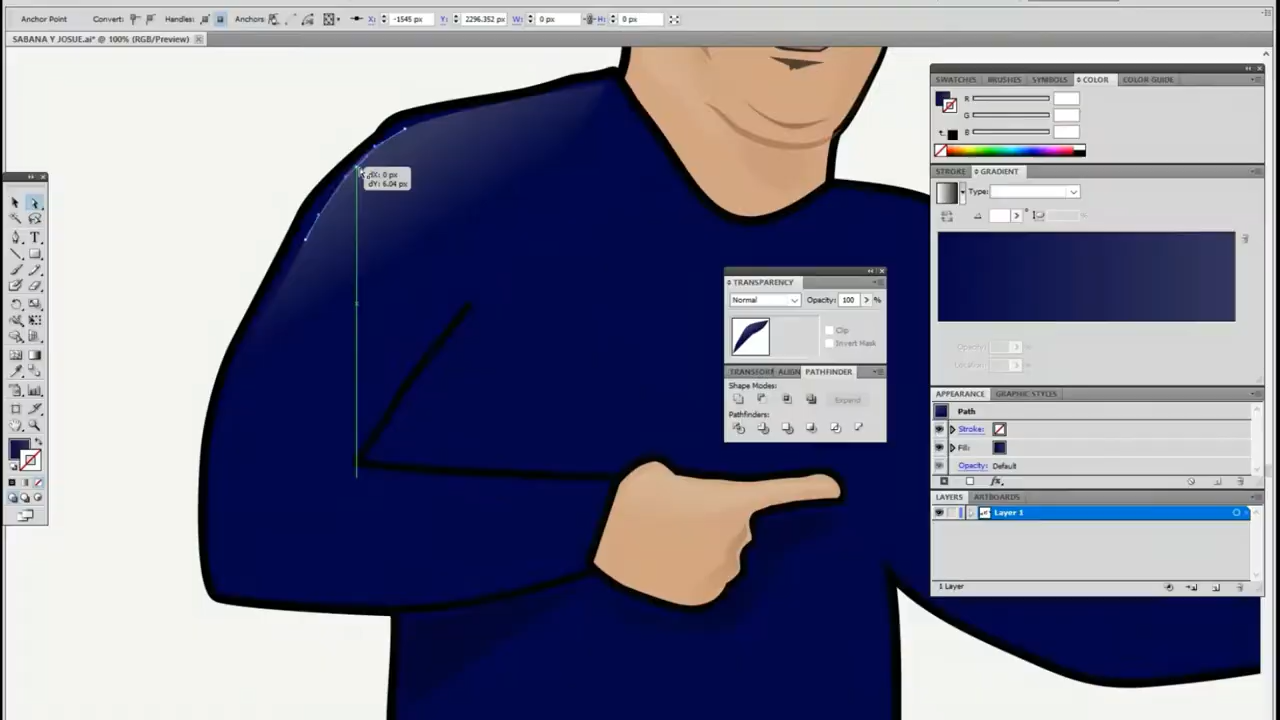 Anchor Point Convert: Handles: Anchors: X: -1545 px Y: 2296.352 px W: 0 px H: 0 px
SABANA Y JOSUE.ai* @ 100% (RGB/Preview)
SWATCHES BRUSHES SYMBOLS COLOR COLOR GUIDE
R
G
B
STROKE GRADIENT
Type:
dX: 0 px
dY: 6.04 px
TRANSPARENCY
Normal Opacity: 100 %
Clip
Invert Mask
Opacity: %
Location:
TRANSFORM ALIGN PATHFINDER
Shape Modes:
Expand
Pathfinders:
APPEARANCE GRAPHIC STYLES
Path
Stroke:
Fill:
Opacity: Default
LAYERS ARTBOARDS
Layer 1
1 Layer